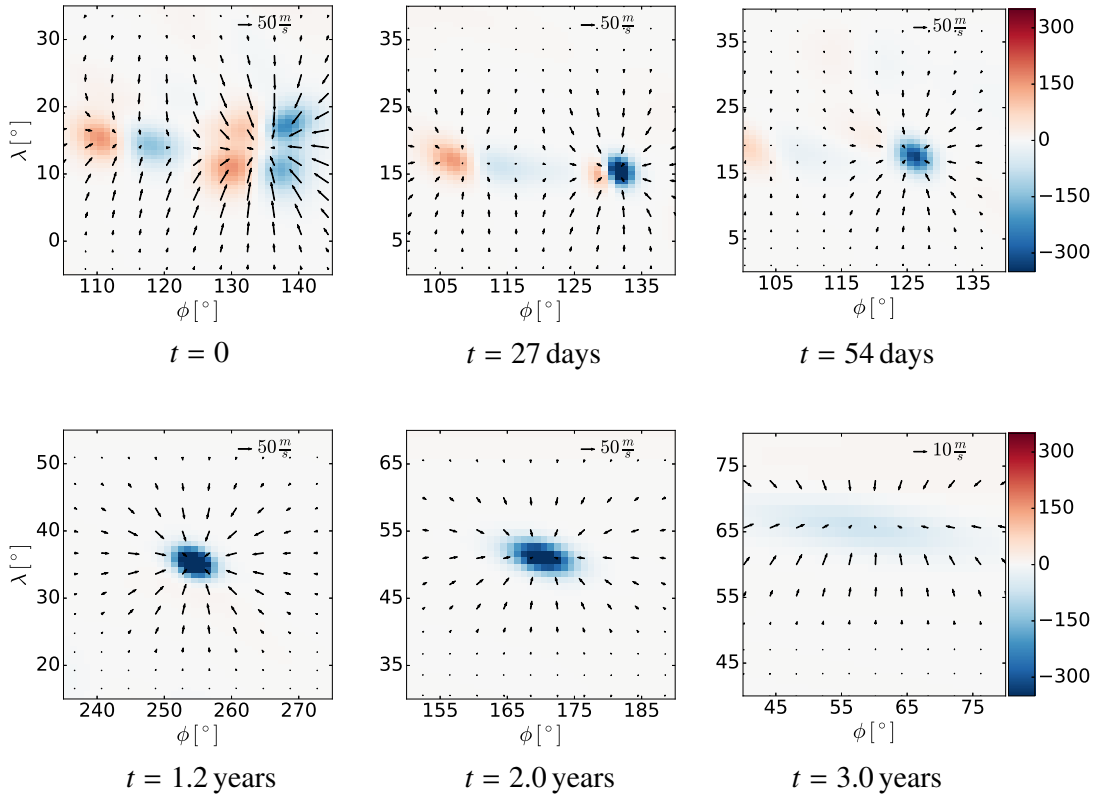 50 m/s
50 m/s
50 m/s
30
20
10
0
λ[°]
110
120
130
140
ϕ[°]
35
25
15
5
105
115
125
135
ϕ[°]
35
25
15
5
105
115
125
135
ϕ[°]
300
150
0
−150
−300
t = 0
t = 27 days
t = 54 days
50 m/s
50 m/s
10 m/s
50
40
30
20
λ[°]
240
250
260
270
ϕ[°]
65
55
45
35
155
165
175
185
ϕ[°]
75
65
55
45
45
55
65
75
ϕ[°]
300
150
0
−150
−300
t = 1.2 years
t = 2.0 years
t = 3.0 years